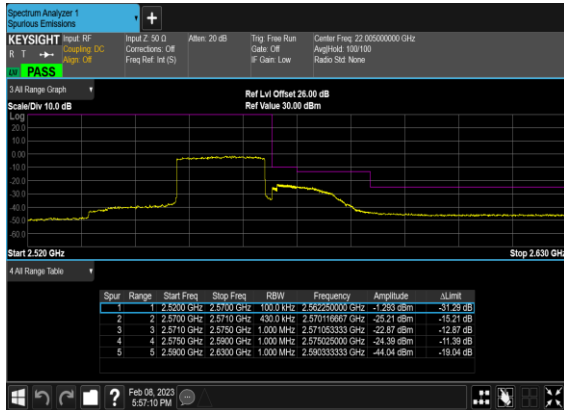 Spectrum Analyzer 1
Spurious Emissions
+
KEYSIGHT Input: RF Input Z: 50 Ω Atten: 20 dB Trig: Free Run Center Freq: 22.005000000 GHz
R T Coupling: DC Corrections: Off Gate: Off Avg|Hold: 100/100
Align: Off Freq Ref: Int (S) IF Gain: Low Radio Std: None
PASS
3 All Range Graph Ref Lvl Offset 26.00 dB
Scale/Div 10.0 dB Ref Value 30.00 dBm
Log
20.0
10.0
0.00
-10.0
-20.0
-30.0
-40.0
-50.0
-60.0
Start 2.520 GHz Stop 2.630 GHz
4 All Range Table
Spur Range Start Freq Stop Freq RBW Frequency Amplitude ΔLimit
1 1 2.5200 GHz 2.5700 GHz 100.0 kHz 2.562250000 GHz -1.293 dBm -31.29 dB
2 2 2.5700 GHz 2.5710 GHz 430.0 kHz 2.570116667 GHz -25.21 dBm -15.21 dB
3 3 2.5710 GHz 2.5750 GHz 1.000 MHz 2.571053333 GHz -22.87 dBm -12.87 dB
4 4 2.5750 GHz 2.5900 GHz 1.000 MHz 2.575025000 GHz -24.39 dBm -11.39 dB
5 5 2.5900 GHz 2.6300 GHz 1.000 MHz 2.590333333 GHz -44.04 dBm -19.04 dB
? Feb 08, 2023
5:57:10 PM